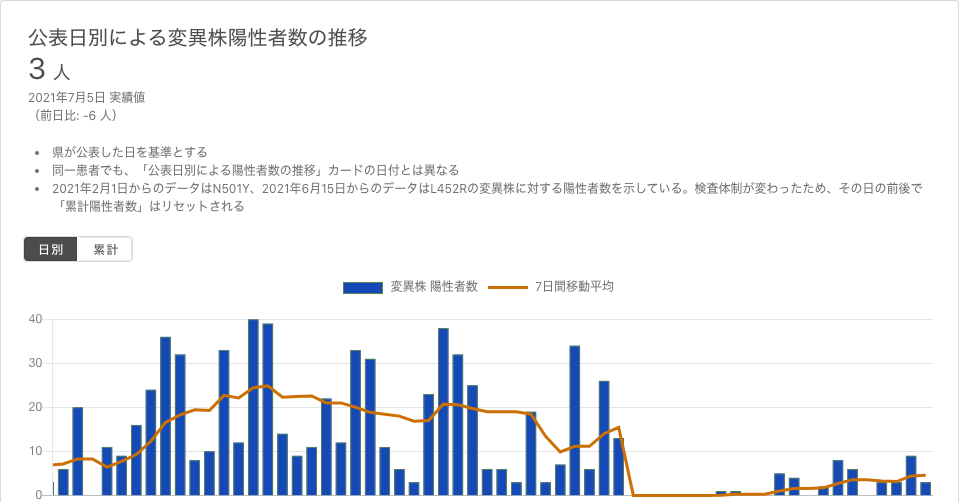 公表日別による変異株陽性者数の推移
3 人
2021年7月5日 実績値
（前日比: -6 人）
• 県が公表した日を基準とする
• 同一患者でも、「公表日別による陽性者数の推移」カードの日付とは異なる
• 2021年2月1日からのデータはN501Y、2021年6月15日からのデータはL452Rの変異株に対する陽性者数を示している。検査体制が変わったため、その日の前後で
「累計陽性者数」はリセットされる
日別 累計
変異株 陽性者数 7日間移動平均
40
30
20
10
0